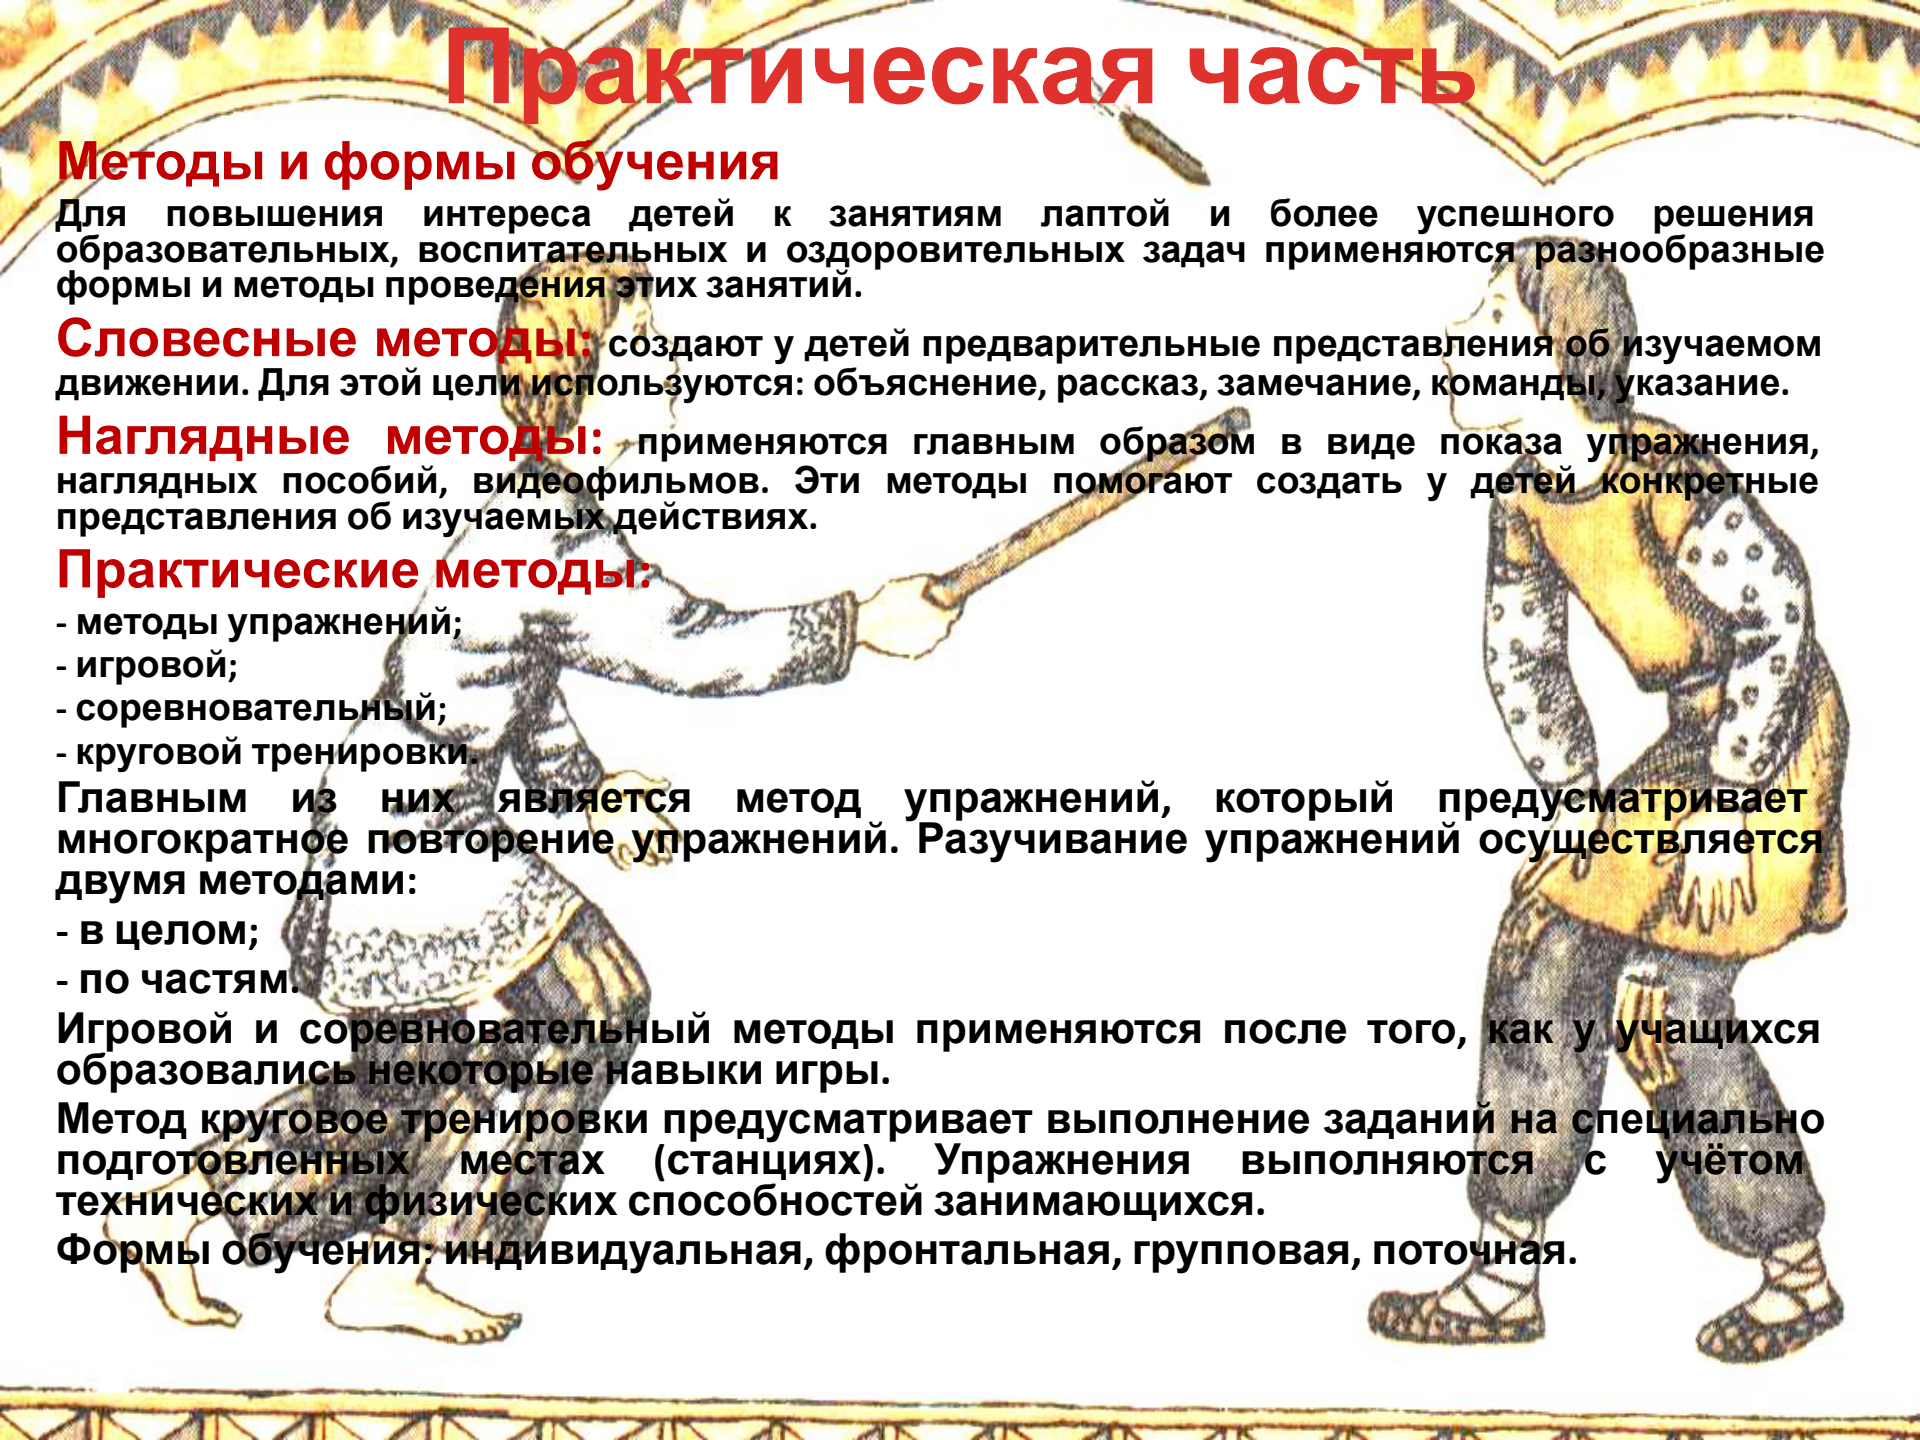 Практическая часть
Методы и формы обучения
Для повышения интереса детей к занятиям лаптой и более успешного решения
образовательных, воспитательных и оздоровительных задач применяются разнообразные
формы и методы проведения этих занятий.
Словесные методы: создают у детей предварительные представления об изучаемом
движении. Для этой цели используются: объяснение, рассказ, замечание, команды, указание.
Наглядные методы: применяются главным образом в виде показа упражнения,
наглядных пособий, видеофильмов. Эти методы помогают создать у детей конкретные
представления об изучаемых действиях.
Практические методы:
- методы упражнений;
- игровой;
- соревновательный;
- круговой тренировки.
Главным из них является метод упражнений, который предусматривает
многократное повторение упражнений. Разучивание упражнений осуществляется
двумя методами:
- в целом;
- по частям.
Игровой и соревновательный методы применяются после того, как у учащихся
образовались некоторые навыки игры.
Метод круговое тренировки предусматривает выполнение заданий на специально
подготовленных местах (станциях). Упражнения выполняются с учётом
технических и физических способностей занимающихся.
Формы обучения: индивидуальная, фронтальная, групповая, поточная.